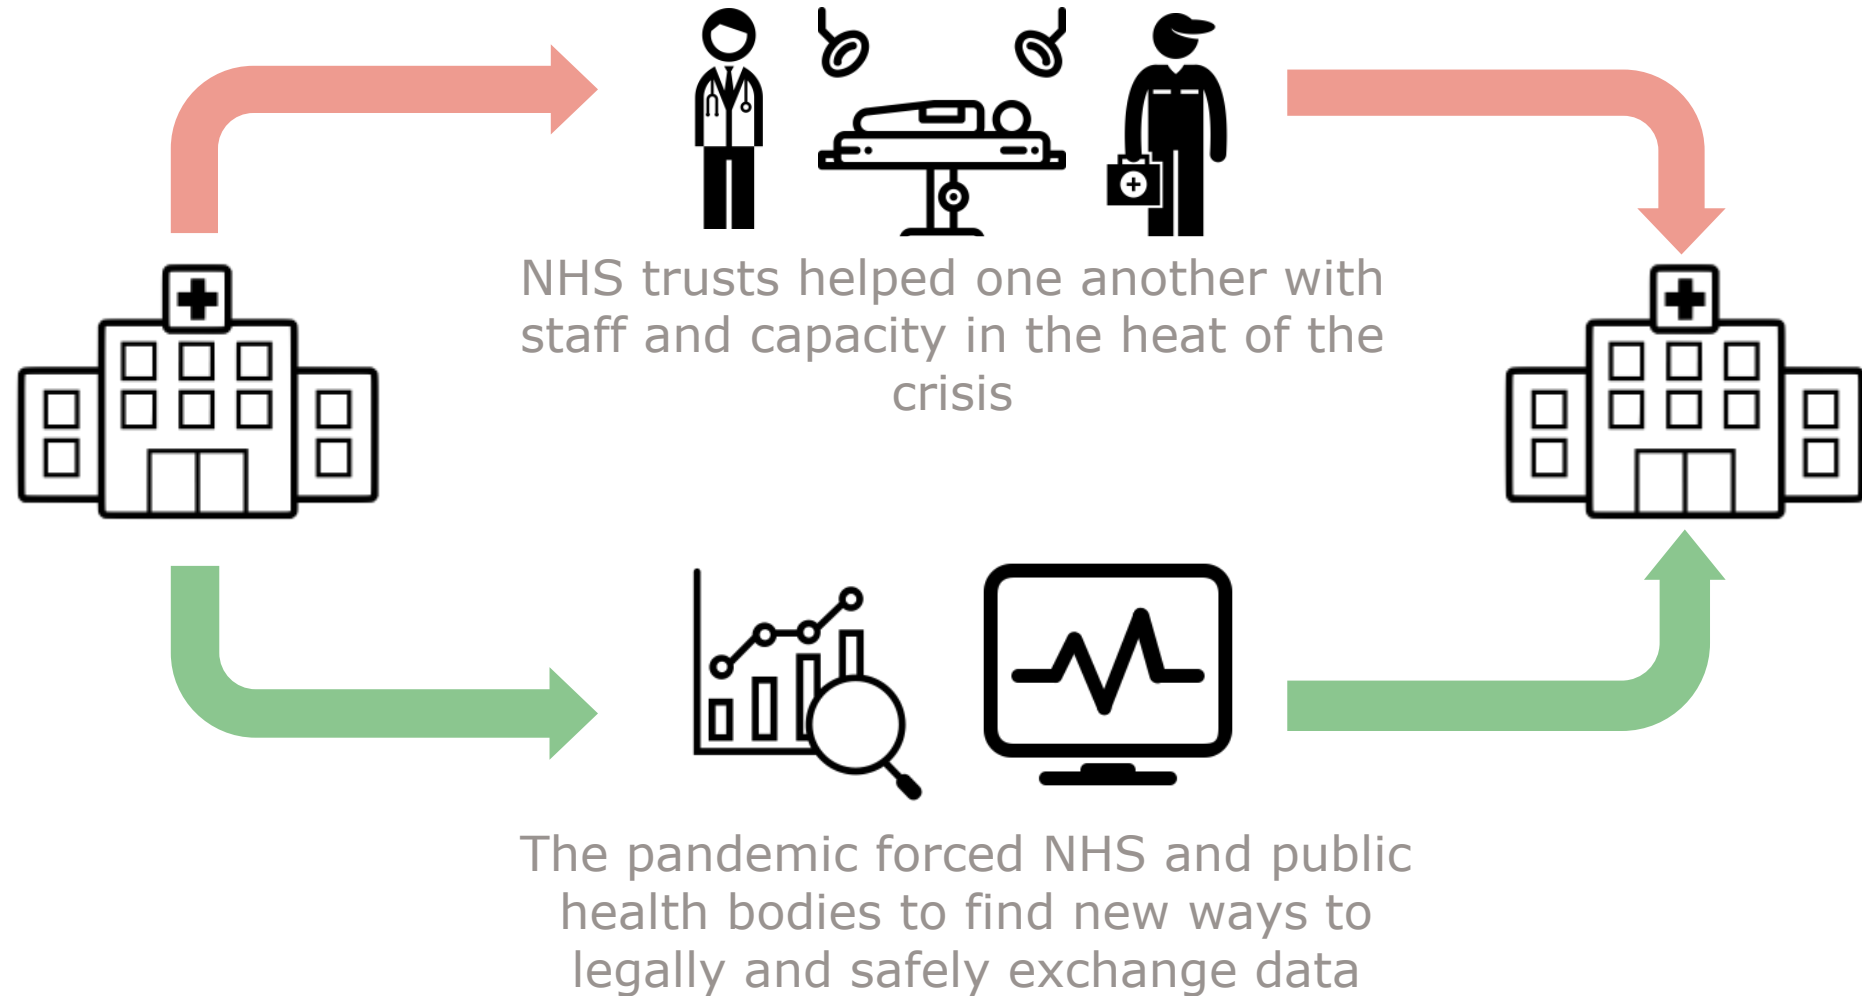 NHS trusts helped one another with
staff and capacity in the heat of the
crisis
The pandemic forced NHS and public
health bodies to find new ways to
legally and safely exchange data